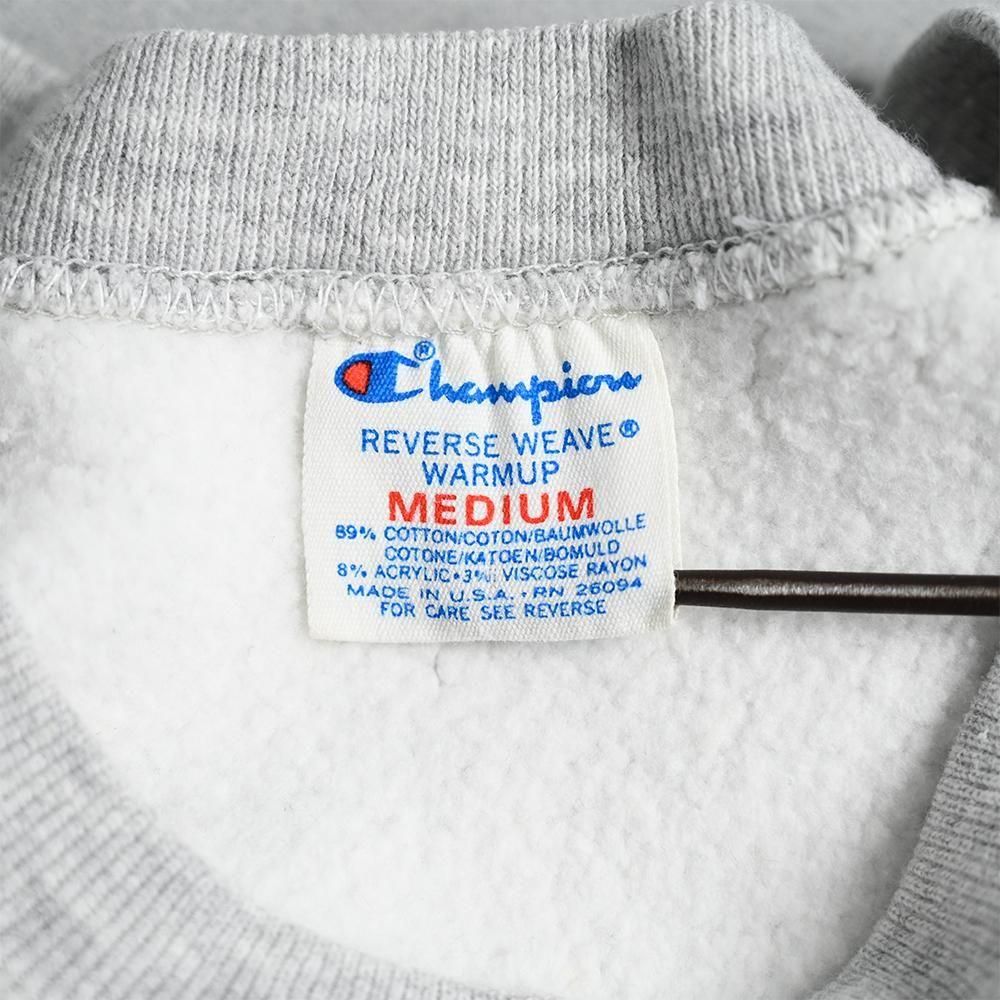 Champion®
REVERSE WEAVE®
WARMUP
MEDIUM
89% COTTON/COTON/BAUMWOLLE
COTONE/KATOEN/BOMULD
8% ACRYLIC • 3% VISCOSE RAYON
MADE IN U.S.A. • RN 26094
FOR CARE SEE REVERSE